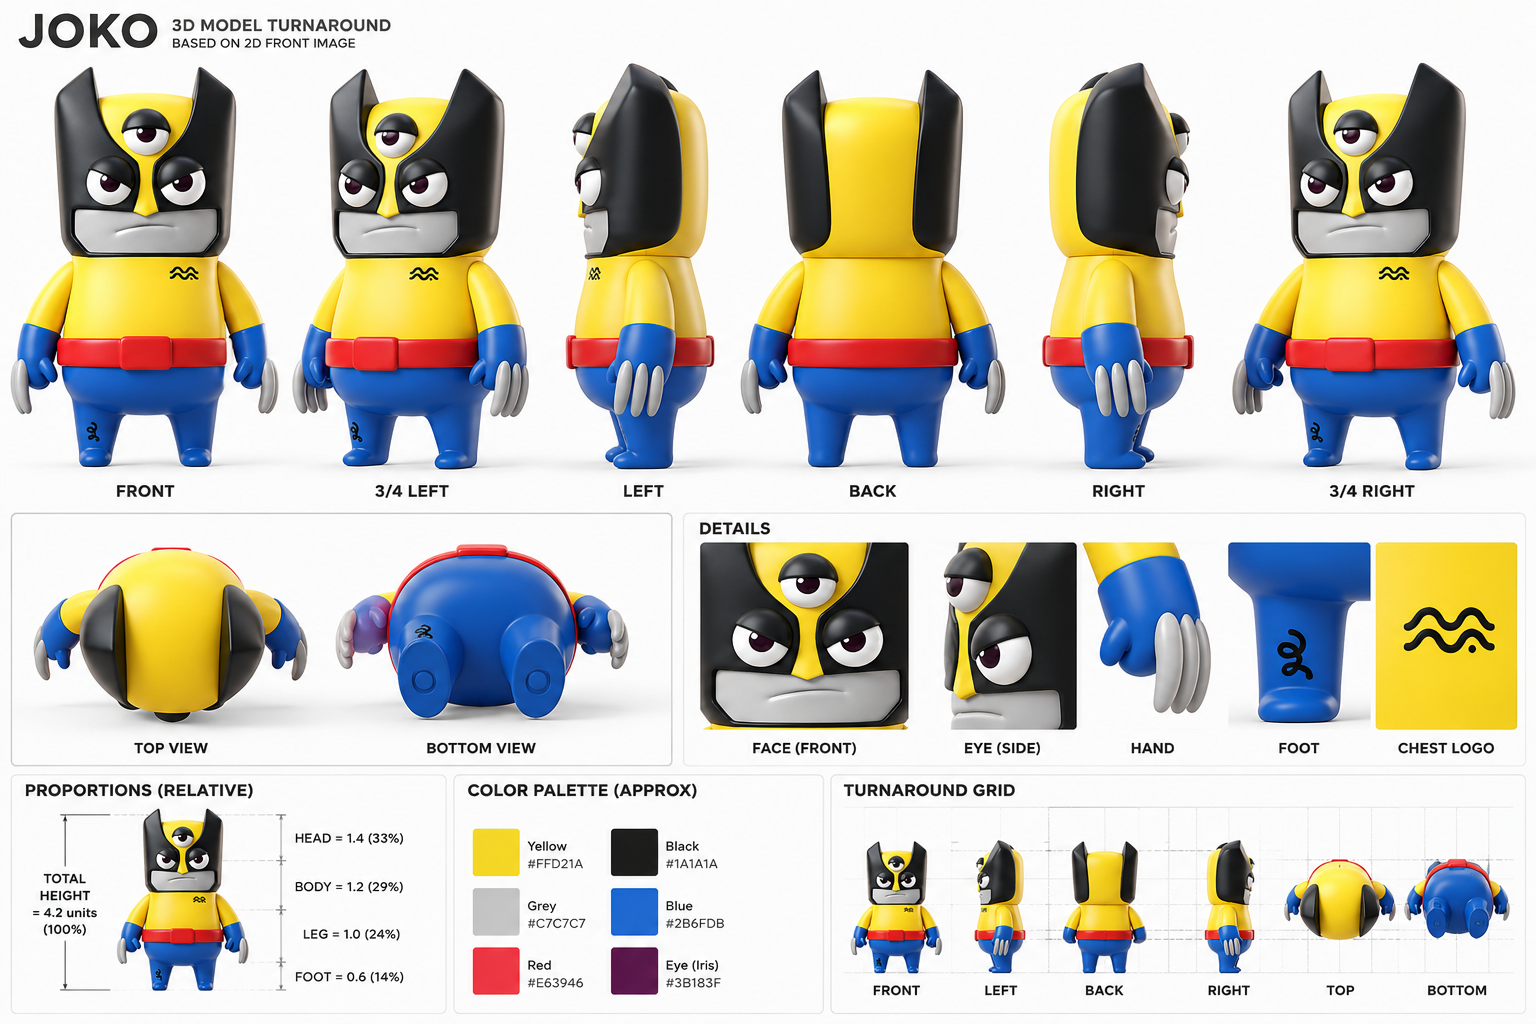 JOKO
3D MODEL TURNAROUND
BASED ON 2D FRONT IMAGE
FRONT
3/4 LEFT
LEFT
BACK
RIGHT
3/4 RIGHT
TOP VIEW
BOTTOM VIEW
DETAILS
FACE (FRONT)
EYE (SIDE)
HAND
FOOT
CHEST LOGO
PROPORTIONS (RELATIVE)
TOTAL
HEIGHT
= 4.2 units
(100%)
HEAD = 1.4 (33%)
BODY = 1.2 (29%)
LEG = 1.0 (24%)
FOOT = 0.6 (14%)
COLOR PALETTE (APPROX)
Yellow
#FFD21A
Black
#1A1A1A
Grey
#C7C7C7
Blue
#2B6FDB
Red
#E63946
Eye (Iris)
#3B183F
TURNAROUND GRID
FRONT
LEFT
BACK
RIGHT
TOP
BOTTOM